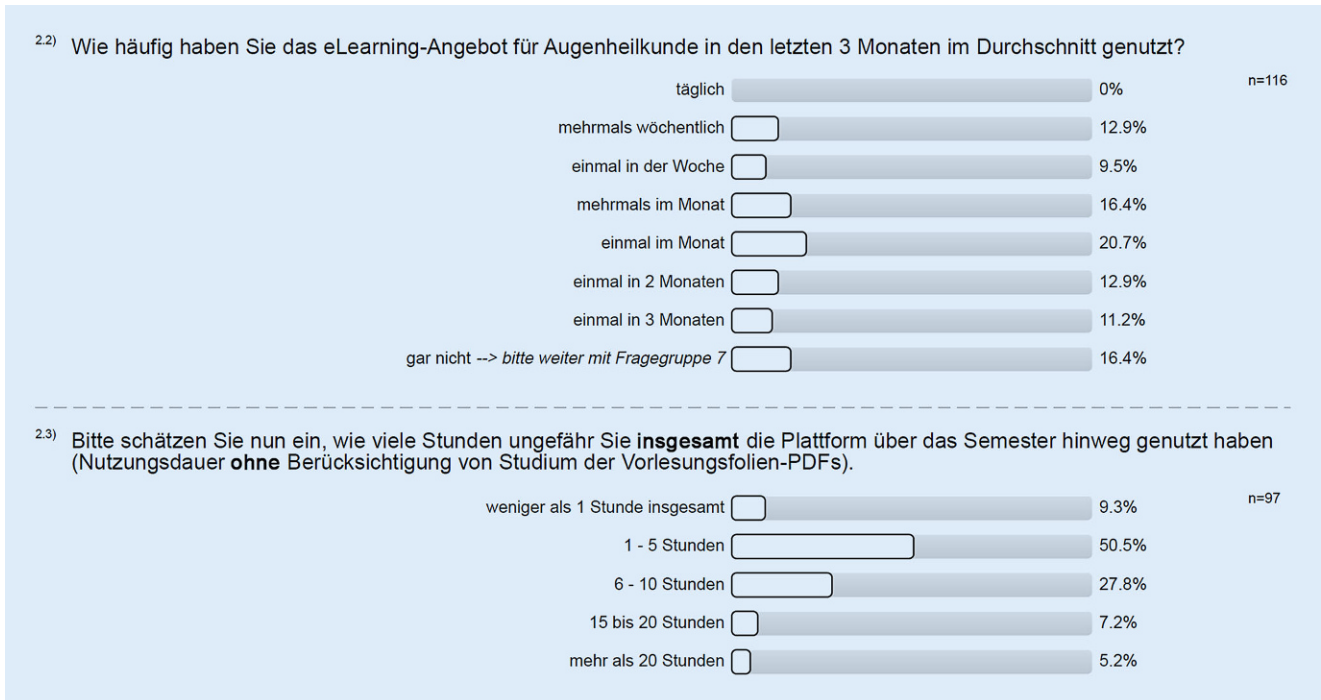 2.2) Wie häufig haben Sie das eLearning-Angebot für Augenheilkunde in den letzten 3 Monaten im Durchschnitt genutzt?
n=116
täglich 0%
mehrmals wöchentlich 12.9%
einmal in der Woche 9.5%
mehrmals im Monat 16.4%
einmal im Monat 20.7%
einmal in 2 Monaten 12.9%
einmal in 3 Monaten 11.2%
gar nicht --> bitte weiter mit Fragegruppe 7 16.4%
2.3) Bitte schätzen Sie nun ein, wie viele Stunden ungefähr Sie insgesamt die Plattform über das Semester hinweg genutzt haben
(Nutzungsdauer ohne Berücksichtigung von Studium der Vorlesungsfolien-PDFs).
n=97
weniger als 1 Stunde insgesamt 9.3%
1 - 5 Stunden 50.5%
6 - 10 Stunden 27.8%
15 bis 20 Stunden 7.2%
mehr als 20 Stunden 5.2%